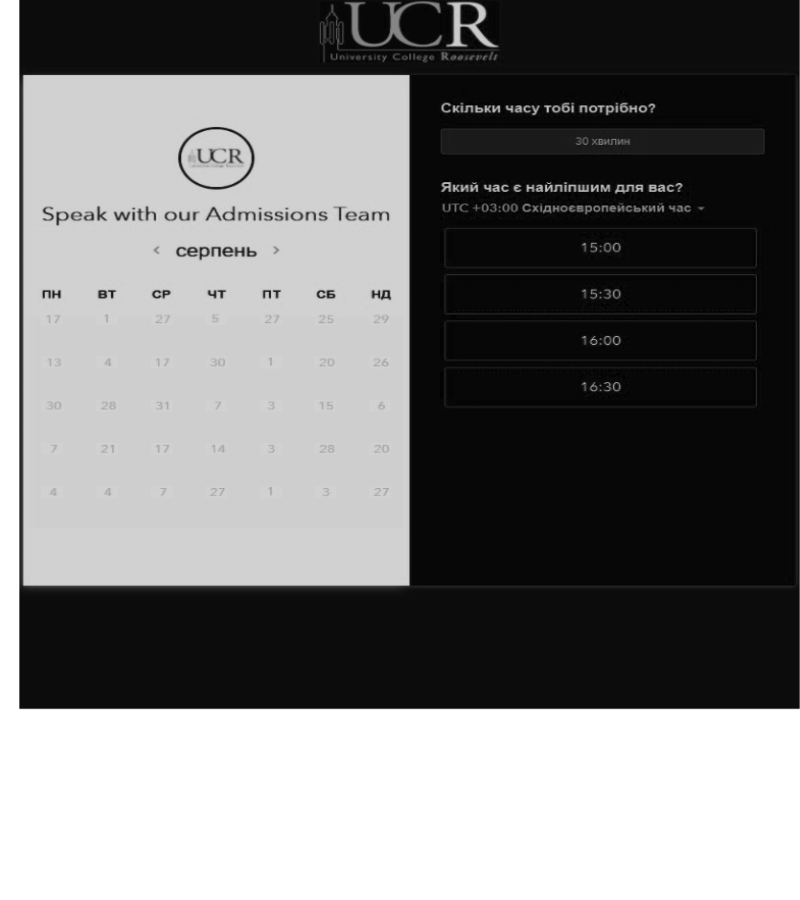 UCR
University College Roosevelt
UCR
Speak with our Admissions Team
< серпень >
ПН ВТ СР ЧТ ПТ СБ НД
17 1 27 5 27 25 29
13 4 17 30 1 20 26
30 28 31 7 3 15 6
7 21 17 14 3 28 20
4 4 7 27 1 3 27
Скільки часу тобі потрібно?
30 хвилин
Який час є найліпшим для вас?
UTC +03:00 Східноєвропейський час
15:00
15:30
16:00
16:30